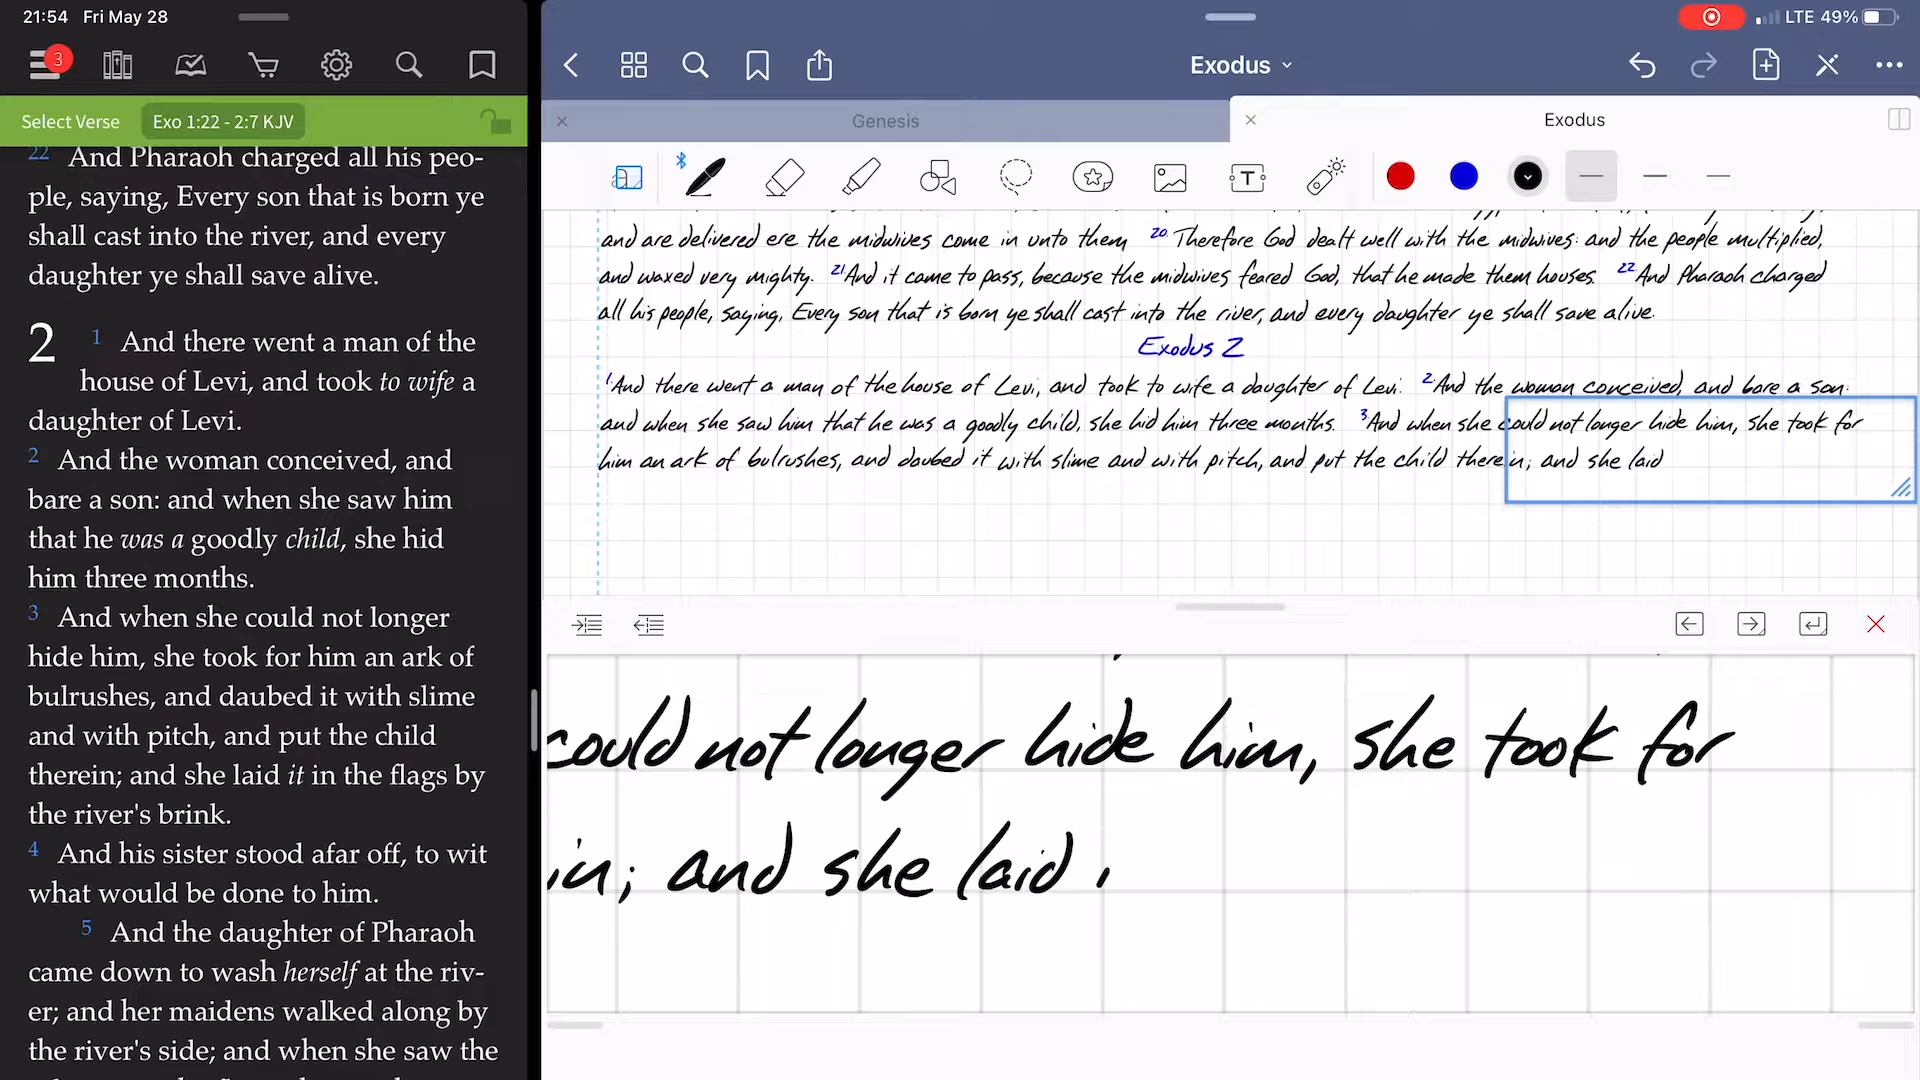 21:54 Fri May 28
3
Select Verse Exo 1:22 - 2:7 KJV
22 And Pharaoh charged all his peo-
ple, saying, Every son that is born ye
shall cast into the river, and every
daughter ye shall save alive.
2 1 And there went a man of the
house of Levi, and took to wife a
daughter of Levi.
2 And the woman conceived, and
bare a son: and when she saw him
that he was a goodly child, she hid
him three months.
3 And when she could not longer
hide him, she took for him an ark of
bulrushes, and daubed it with slime
and with pitch, and put the child
therein; and she laid it in the flags by
the river's brink.
4 And his sister stood afar off, to wit
what would be done to him.
5 And the daughter of Pharaoh
came down to wash herself at the riv-
er; and her maidens walked along by
the river's side; and when she saw the
LTE 49%
Exodus
Genesis
Exodus
T
and are delivered ere the midwives come in unto them 20. Therefore God dealt well with the midwives: and the people multiplied,
and waxed very mighty. 21 And it came to pass, because the midwives feared God, that he made them houses. 22. And Pharaoh charged
all his people, saying, Every son that is born ye shall cast into the river, and every daughter ye shall save alive.
Exodus 2
1 And there went a man of the house of Levi, and took to wife a daughter of Levi. 2. And the woman conceived, and bare a son:
and when she saw him that he was a goodly child, she hid him three months. 3. And when she could not longer hide him, she took for
him an ark of bulrushes, and daubed it with slime and with pitch, and put the child therein; and she laid
could not longer hide him, she took for
in; and she laid